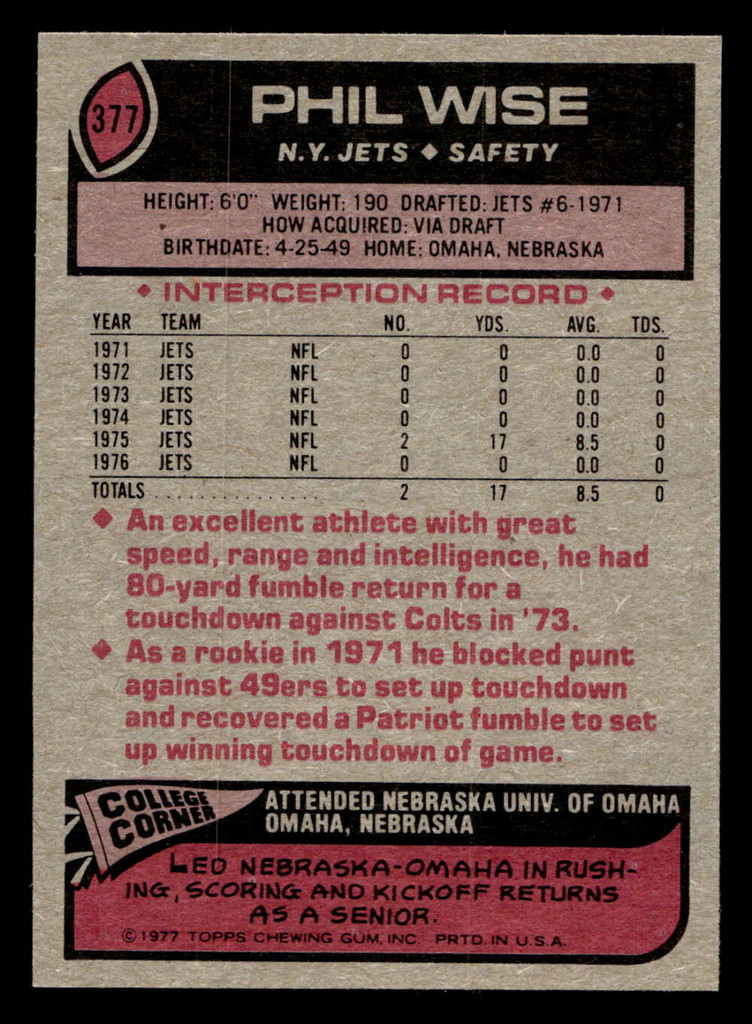 377
PHIL WISE
N.Y. JETS ◆ SAFETY
HEIGHT: 6'0" WEIGHT: 190 DRAFTED: JETS #6-1971
HOW ACQUIRED: VIA DRAFT
BIRTHDATE: 4-25-49 HOME: OMAHA, NEBRASKA
◆ INTERCEPTION RECORD ◆
YEAR TEAM NO. YDS. AVG. TDS.
1971 JETS NFL 0 0 0.0 0
1972 JETS NFL 0 0 0.0 0
1973 JETS NFL 0 0 0.0 0
1974 JETS NFL 0 0 0.0 0
1975 JETS NFL 2 17 8.5 0
1976 JETS NFL 0 0 0.0 0
TOTALS ................ 2 17 8.5 0
◆ An excellent athlete with great
speed, range and intelligence, he had
80-yard fumble return for a
touchdown against Colts in '73.
◆ As a rookie in 1971 he blocked punt
against 49ers to set up touchdown
and recovered a Patriot fumble to set
up winning touchdown of game.
COLLEGE
CORNER
ATTENDED NEBRASKA UNIV. OF OMAHA
OMAHA, NEBRASKA
LED NEBRASKA-OMAHA IN RUSH-
ING, SCORING AND KICKOFF RETURNS
AS A SENIOR.
©1977 TOPPS CHEWING GUM, INC. PRTD. IN U.S.A.